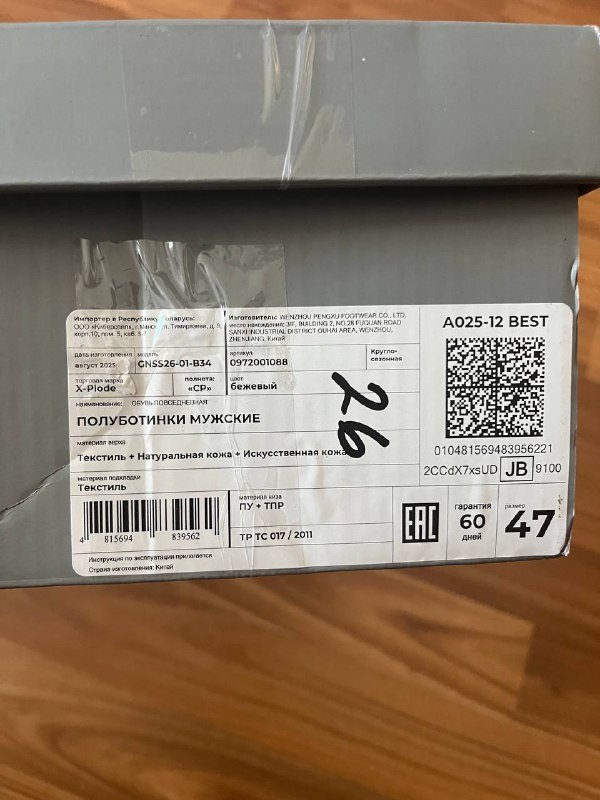 Импортер в Республику Беларусь:
ООО «Киберсэлл», г.Минск, ул. Тимирязева, д. 9,
корп.10, пом. 5, каб. 5-
Изготовитель: WENZHOU PENGXU FOOTWEAR CO., LTD,
место нахождения: 3/F, BUILDING 2, NO.28 FUQUAN ROAD
SANXI INDUSTRIAL DISTRICT OUHAI AREA, WENZHOU,
ZHENJIANG, Китай
A025-12 BEST
дата изготовления
август 2025
модель
GNSS26-01-B34
артикул
0972001088
Кругло-
сезонная
торговая марка
X-Plode
полнота:
«СР»
цвет
бежевый
26
наименование: ОБУВЬ ПОВСЕДНЕВНАЯ
ПОЛУБОТИНКИ МУЖСКИЕ
материал верха
Текстиль + Натуральная кожа + Искусственная кожа
материал подкладки
Текстиль
010481569483956221
2CCdX7xsUD JB 9100
4 815694 839562
материал низа
ПУ + ТПР
ТР ТС 017 / 2011
EAC
гарантия
60
дней
размер
47
Инструкция по эксплуатации прилагается
Страна изготовления: Китай